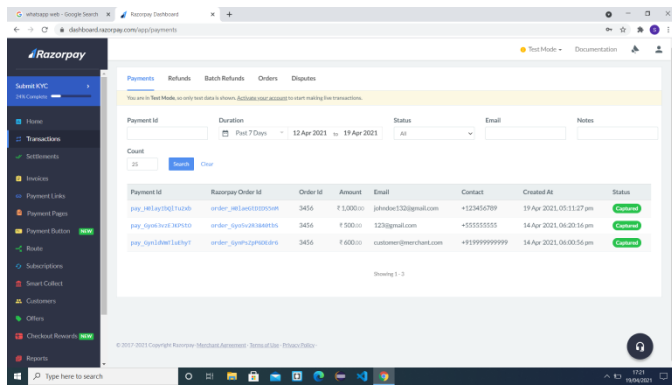 whatsapp web - Google Search
Razorpay Dashboard
dashboard.razorpay.com/app/payments
Razorpay
Test Mode
Documentation
Submit KYC
24% Complete
Home
Transactions
Settlements
Invoices
Payment Links
Payment Pages
Payment Button NEW
Route
Subscriptions
Smart Collect
Customers
Offers
Checkout Rewards NEW
Reports
Payments Refunds Batch Refunds Orders Disputes
You are in Test Mode, so only test data is shown. Activate your account to start making live transactions.
Payment Id Duration Status Email Notes
Past 7 Days 12 Apr 2021 to 19 Apr 2021 All
Count
25 Search Clear
Payment Id Razorpay Order Id Order Id Amount Email Contact Created At Status
3456 ₹ 1,000.00 johndoe132@gmail.com +123456789 19 Apr 2021, 05:11:27 pm Captured
3456 ₹ 500.00 123@gmail.com +555555555 14 Apr 2021, 06:20:16 pm Captured
3456 ₹ 600.00 customer@merchant.com +919999999999 14 Apr 2021, 06:00:56 pm Captured
Showing 1 - 3
© 2017-2021 Copyright Razorpay · Merchant Agreement · Terms of Use · Privacy Policy
Type here to search
17:21
19/04/2021